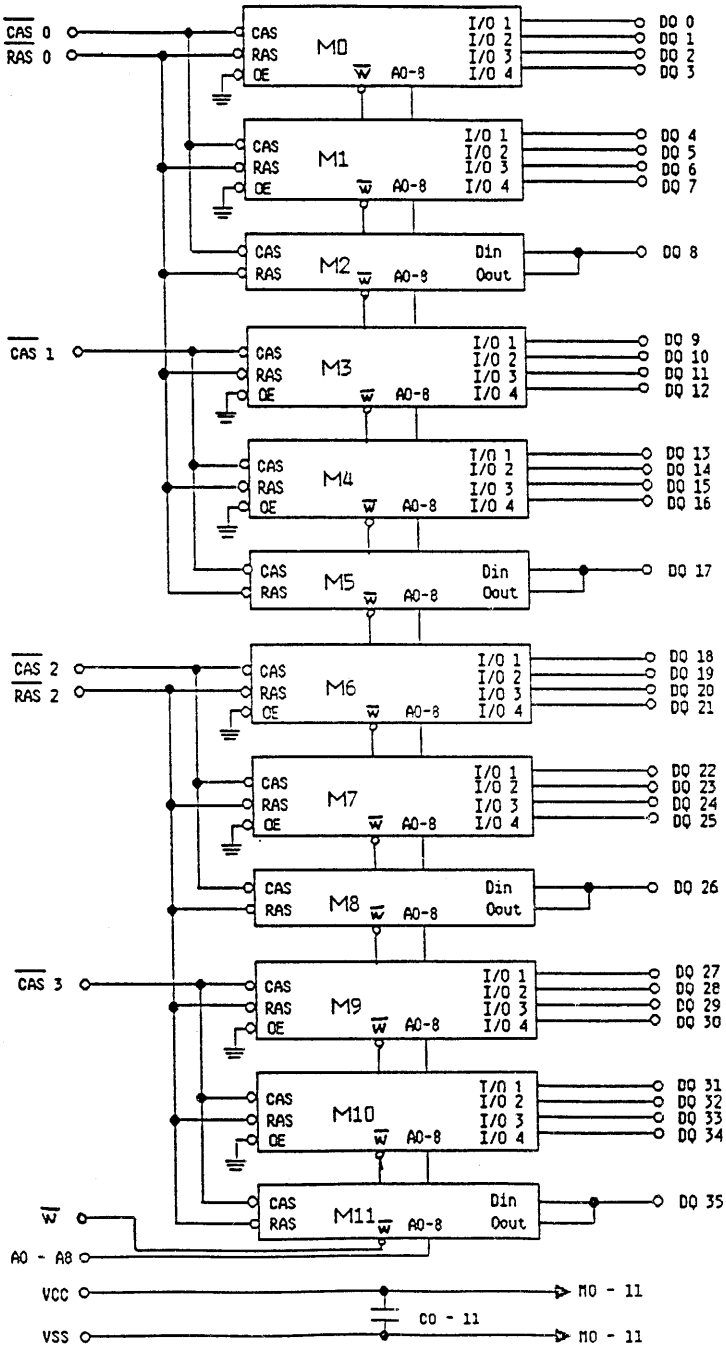 CAS 0
RAS 0
CAS
RAS
OE
M0
W A0-8
I/O 1
I/O 2
I/O 3
I/O 4
DQ 0
DQ 1
DQ 2
DQ 3
CAS
RAS
OE
M1
W A0-8
I/O 1
I/O 2
I/O 3
I/O 4
DQ 4
DQ 5
DQ 6
DQ 7
CAS
RAS
M2
W A0-8
Din
Oout
DQ 8
CAS 1
CAS
RAS
OE
M3
W A0-8
I/O 1
I/O 2
I/O 3
I/O 4
DQ 9
DQ 10
DQ 11
DQ 12
CAS
RAS
OE
M4
W A0-8
I/O 1
I/O 2
I/O 3
I/O 4
DQ 13
DQ 14
DQ 15
DQ 16
CAS
RAS
M5
W A0-8
Din
Oout
DQ 17
CAS 2
RAS 2
CAS
RAS
OE
M6
W A0-8
I/O 1
I/O 2
I/O 3
I/O 4
DQ 18
DQ 19
DQ 20
DQ 21
CAS
RAS
OE
M7
W A0-8
I/O 1
I/O 2
I/O 3
I/O 4
DQ 22
DQ 23
DQ 24
DQ 25
CAS
RAS
M8
W A0-8
Din
Oout
DQ 26
CAS 3
CAS
RAS
OE
M9
W A0-8
I/O 1
I/O 2
I/O 3
I/O 4
DQ 27
DQ 28
DQ 29
DQ 30
CAS
RAS
OE
M10
W A0-8
I/O 1
I/O 2
I/O 3
I/O 4
DQ 31
DQ 32
DQ 33
DQ 34
CAS
RAS
M11
W A0-8
Din
Oout
DQ 35
W
A0 - A8
VCC
M0 - 11
C0 - 11
VSS
M0 - 11